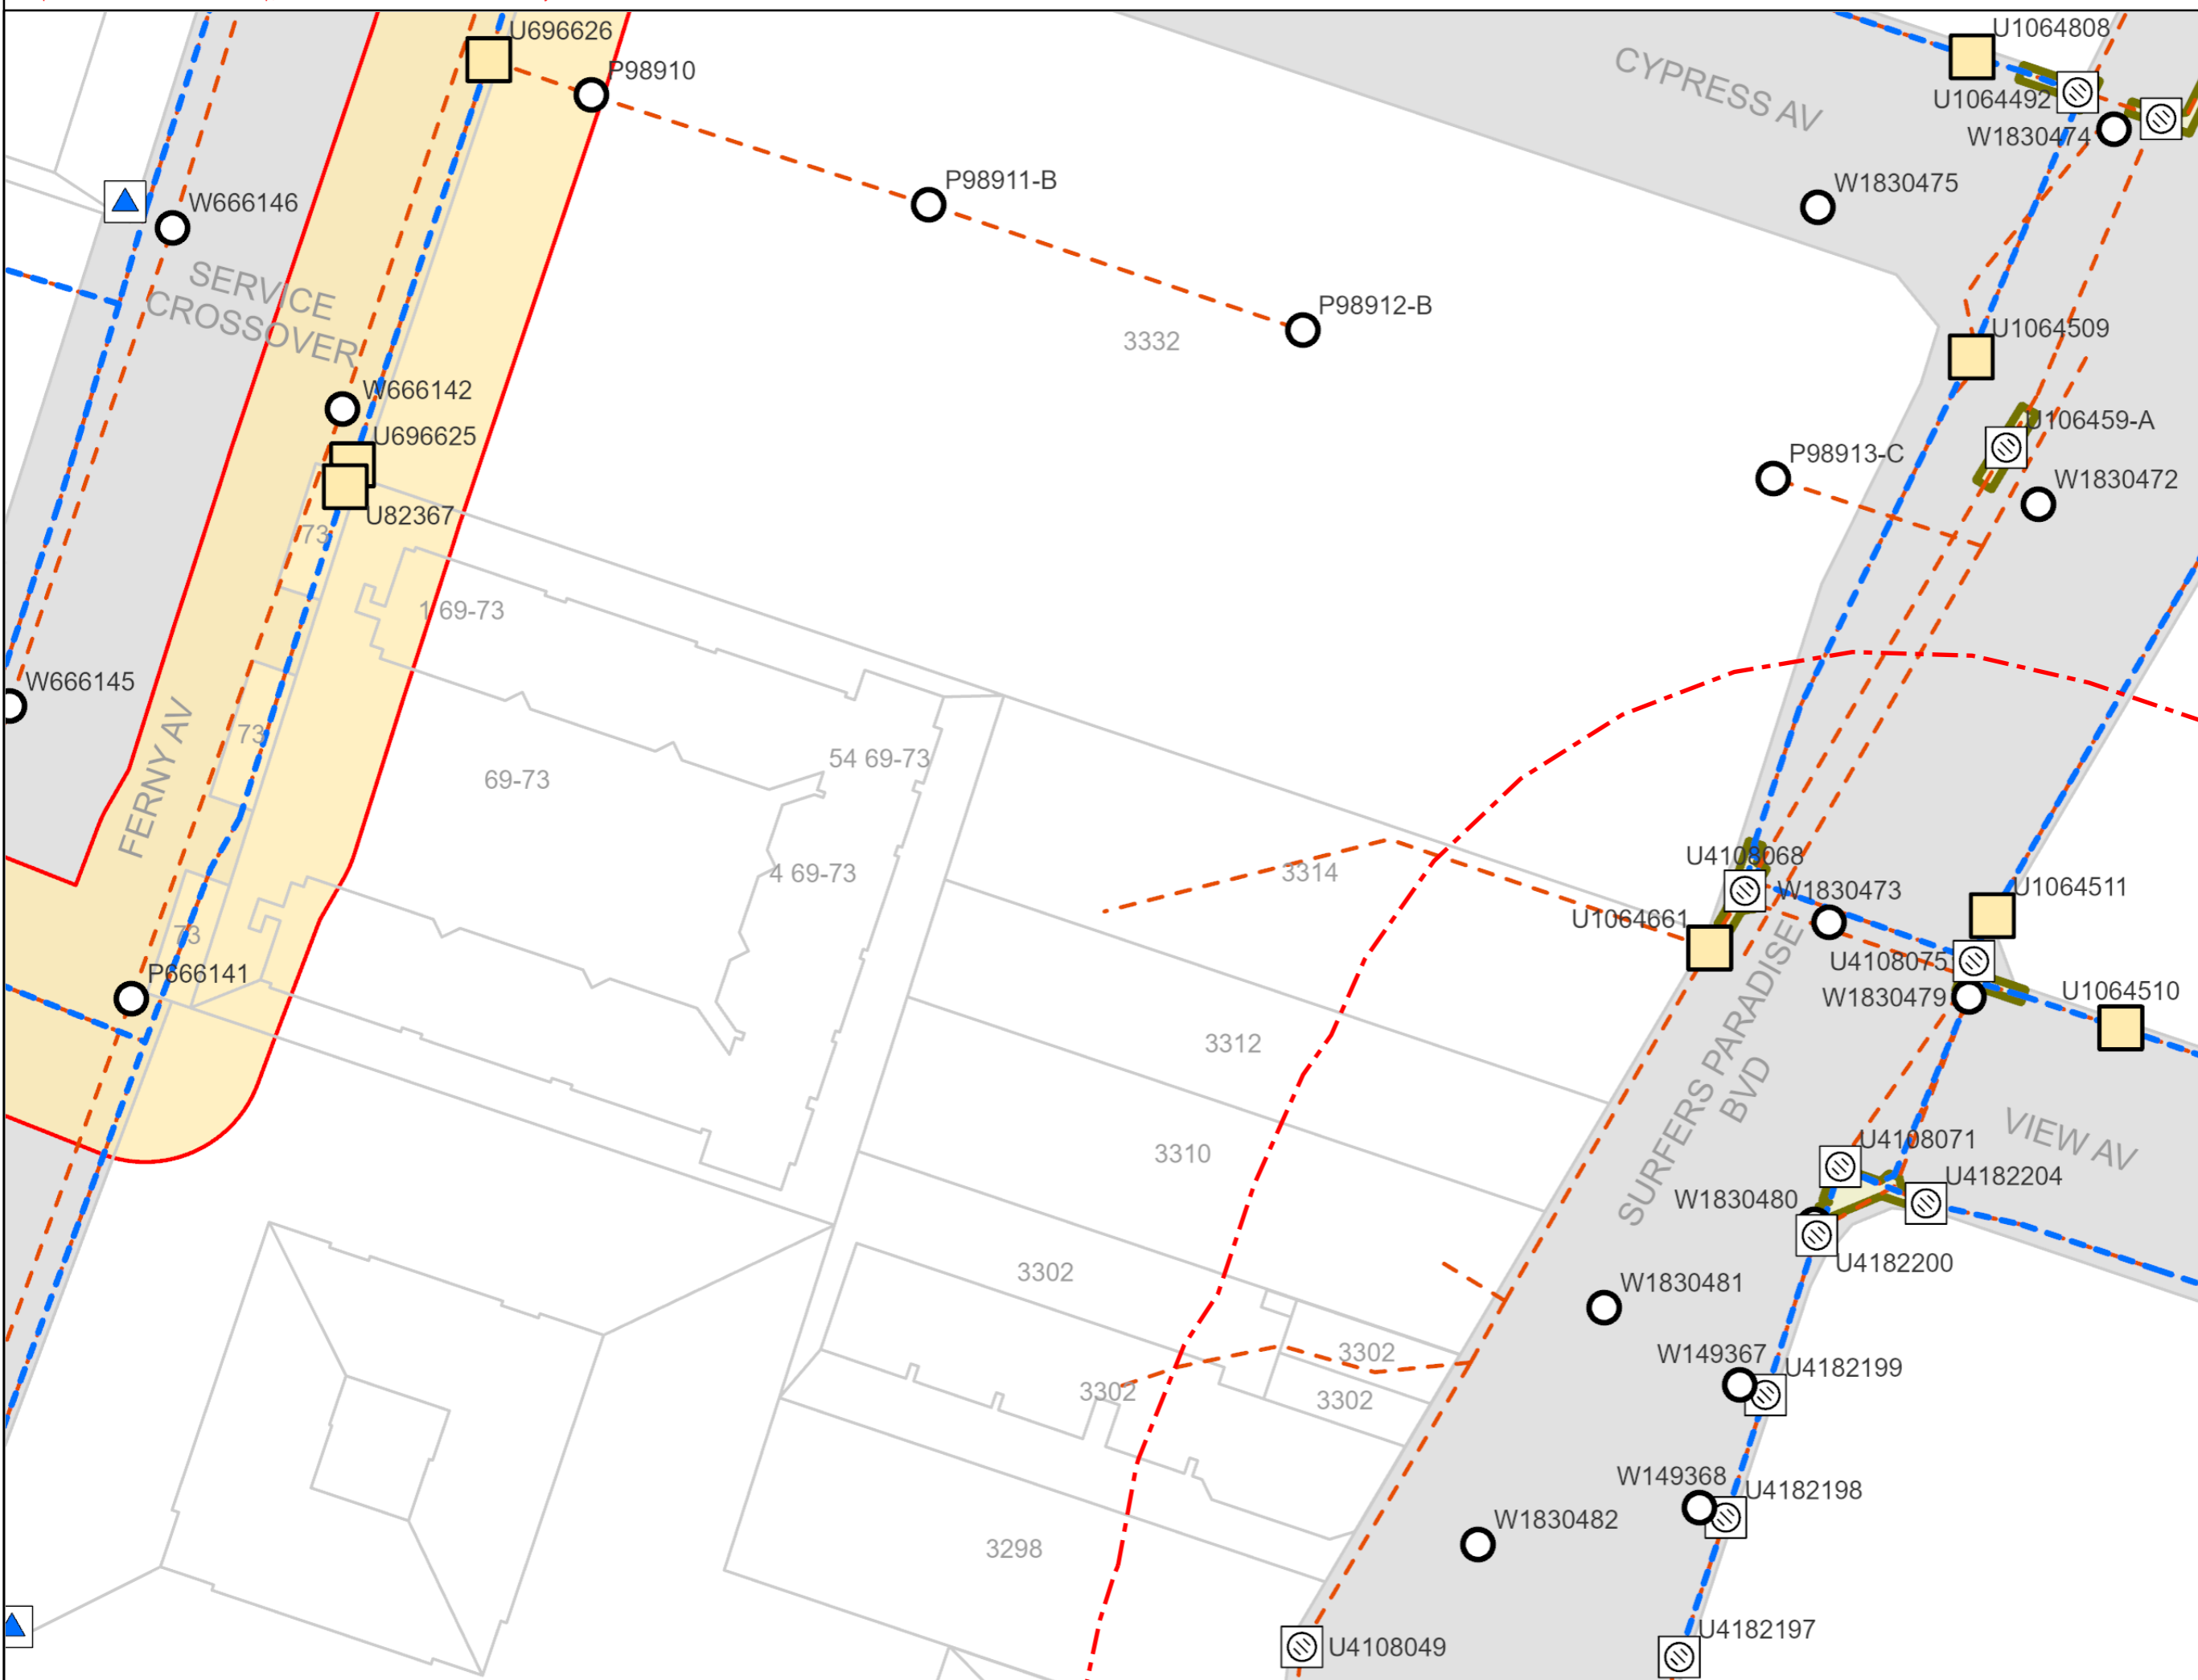 U696626
U1064808
P98910
CYPRESS AV
U1064492
W1830474
P98911-B
W1830475
W666146
SERVICE
CROSSOVER
P98912-B
3332
U1064509
W666142
U696625
U106459-A
P98913-C
W1830472
U82367
73
1 69-73
W666145
FERNY AV
73
69-73
54 69-73
4 69-73
3314
U4108068
W1830473
U1064511
U1064661
73
P666141
U4108075
W1830479
U1064510
SURFERS PARADISE
BVD
3312
VIEW AV
3310
U4108071
U4182204
W1830480
U4182200
3302
W1830481
3302
W149367
U4182199
3302
3302
W149368
U4182198
W1830482
3298
U4108049
U4182197